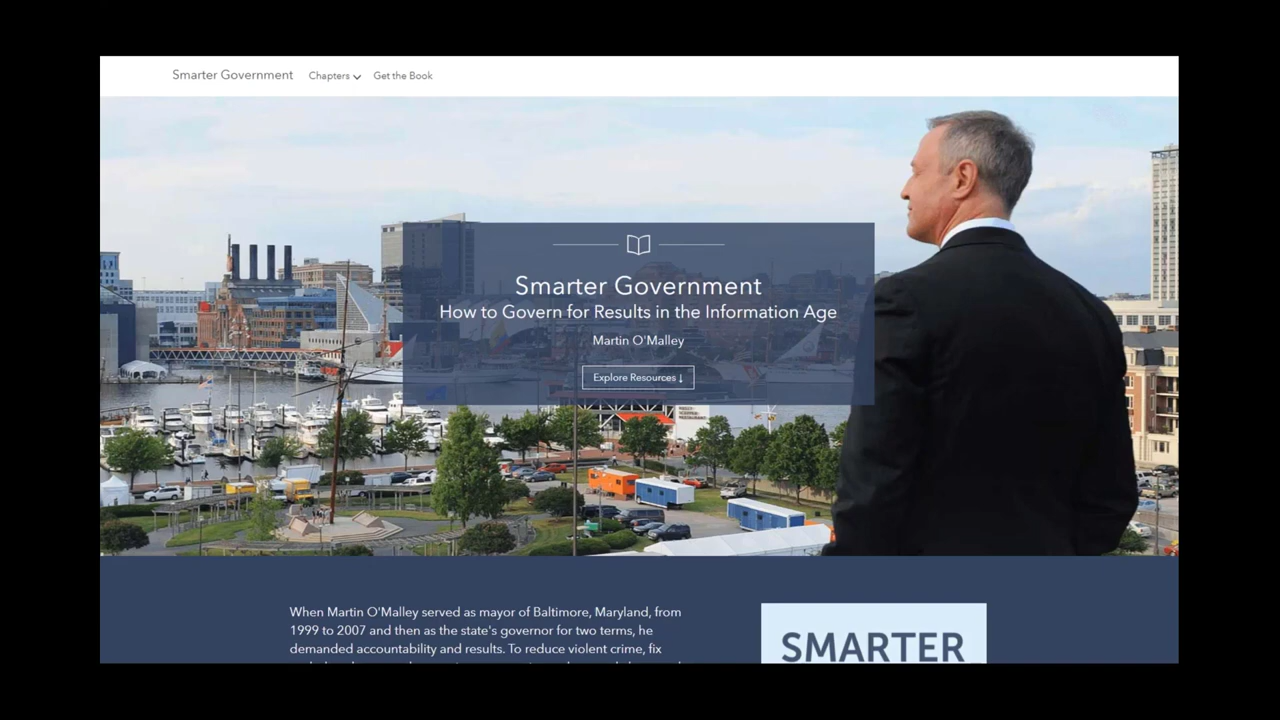 Smarter Government Chapters Get the Book
Smarter Government
How to Govern for Results in the Information Age
Martin O'Malley
Explore Resources ↓
When Martin O'Malley served as mayor of Baltimore, Maryland, from
1999 to 2007 and then as the state's governor for two terms, he
demanded accountability and results. To reduce violent crime, fix
SMARTER